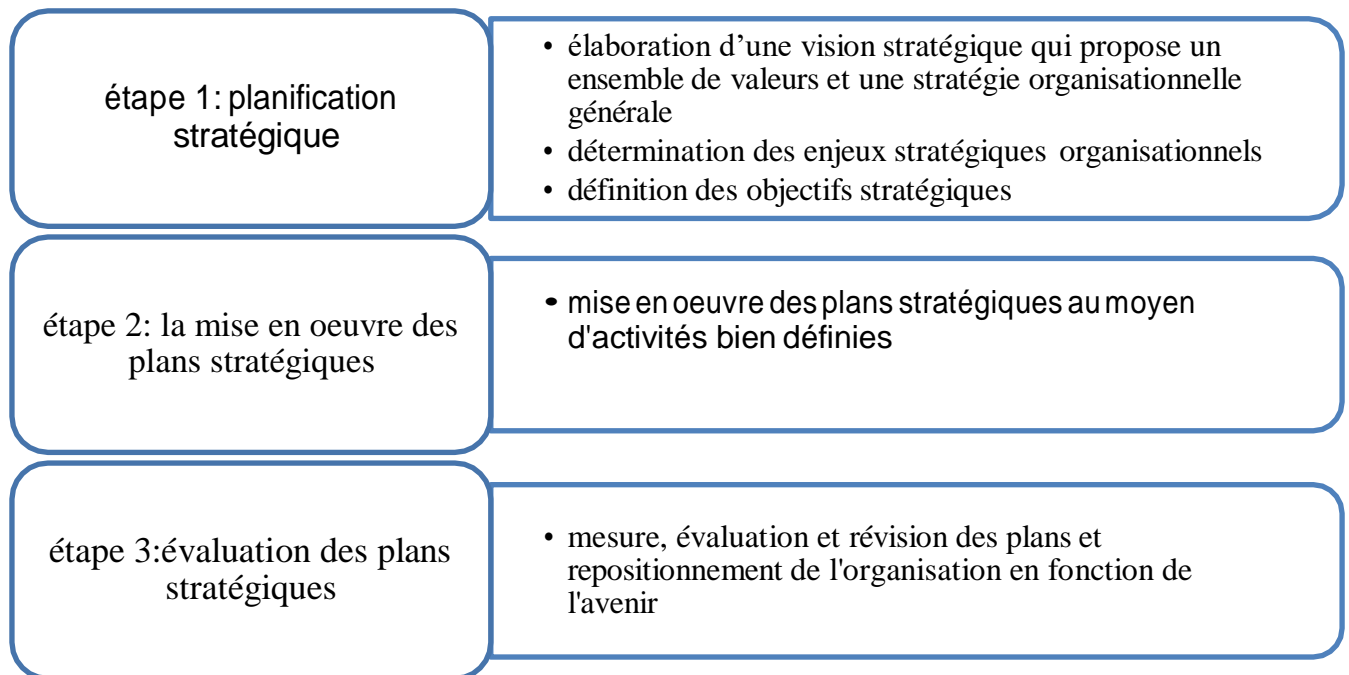 étape 1: planification
stratégique
• élaboration d’une vision stratégique qui propose un
ensemble de valeurs et une stratégie organisationnelle
générale
• détermination des enjeux stratégiques organisationnels
• définition des objectifs stratégiques
étape 2: la mise en oeuvre des
plans stratégiques
• mise en oeuvre des plans stratégiques au moyen
d'activités bien définies
étape 3:évaluation des plans
stratégiques
• mesure, évaluation et révision des plans et
repositionnement de l'organisation en fonction de
l'avenir